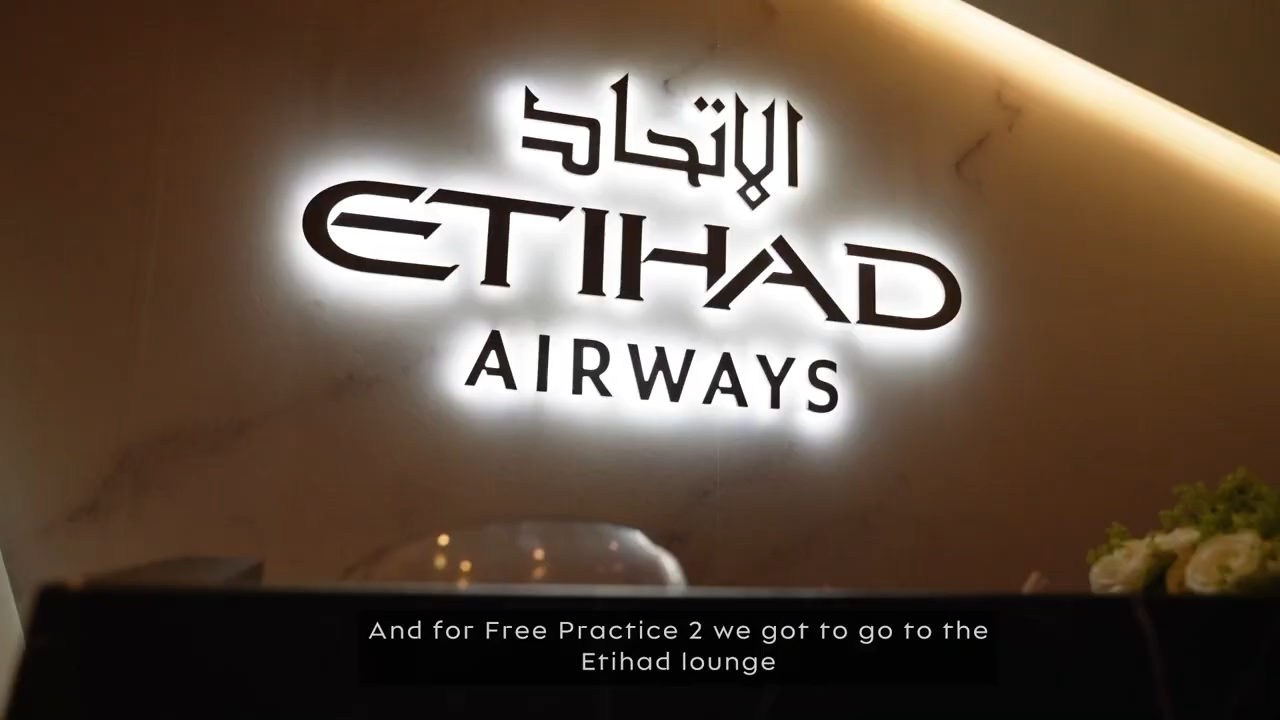 الاتحاد
ETIHAD
AIRWAYS
And for Free Practice 2 we got to go to the
Etihad lounge